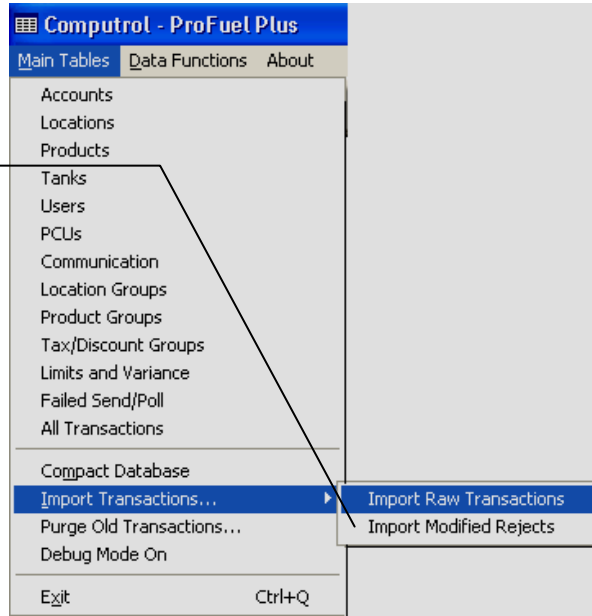 Computrol - ProFuel Plus
Main Tables Data Functions About
Accounts
Locations
Products
Tanks
Users
PCUs
Communication
Location Groups
Product Groups
Tax/Discount Groups
Limits and Variance
Failed Send/Poll
All Transactions
Compact Database
Import Transactions...
Import Raw Transactions
Purge Old Transactions...
Import Modified Rejects
Debug Mode On
Exit Ctrl+Q